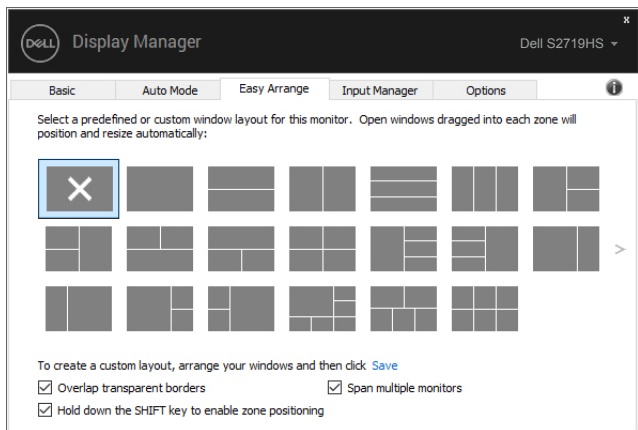 x
DELL Display Manager Dell S2719HS
Basic Auto Mode Easy Arrange Input Manager Options i
Select a predefined or custom window layout for this monitor. Open windows dragged into each zone will
position and resize automatically:
>
To create a custom layout, arrange your windows and then click Save
Overlap transparent borders Span multiple monitors
Hold down the SHIFT key to enable zone positioning